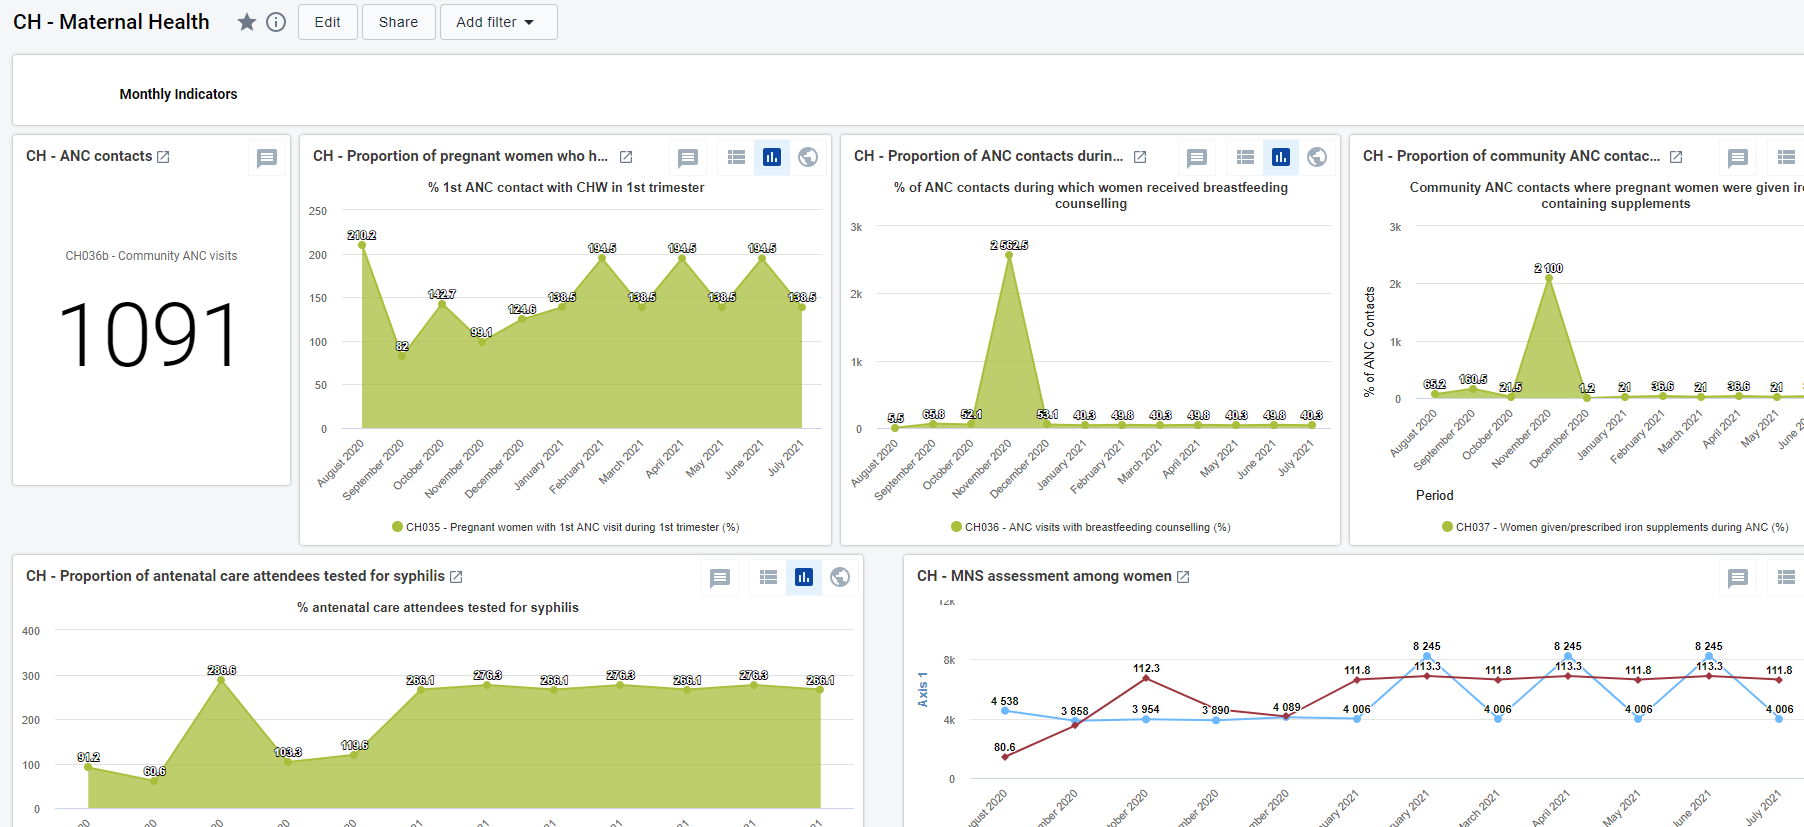 CH - Maternal Health
Edit
Share
Add filter
Monthly Indicators
CH - ANC contacts
CH036b - Community ANC visits
1091
CH - Proportion of pregnant women who h...
% 1st ANC contact with CHW in 1st trimester
250
200
150
100
50
0
210.2
82
142.7
99.1
124.6
138.5
194.5
138.5
194.5
138.5
194.5
138.5
August 2020
September 2020
October 2020
November 2020
December 2020
January 2021
February 2021
March 2021
April 2021
May 2021
June 2021
July 2021
CH035 - Pregnant women with 1st ANC visit during 1st trimester (%)
CH - Proportion of ANC contacts durin...
% of ANC contacts during which women received breastfeeding
counselling
3k
2k
1k
0
5.5
65.8
52.1
2 562.5
53.1
40.3
49.8
40.3
49.8
40.3
49.8
40.3
August 2020
September 2020
October 2020
November 2020
December 2020
January 2021
February 2021
March 2021
April 2021
May 2021
June 2021
July 2021
CH036 - ANC visits with breastfeeding counselling (%)
CH - Proportion of community ANC contac...
Community ANC contacts where pregnant women were given ir
containing supplements
% of ANC Contacts
3k
2k
1k
0
65.2
160.5
21.5
2 100
1.2
21
36.6
21
36.6
21
August 2020
September 2020
October 2020
November 2020
December 2020
January 2021
February 2021
March 2021
April 2021
May 2021
June 2
Period
CH037 - Women given/prescribed iron supplements during ANC (%)
CH - Proportion of antenatal care attendees tested for syphilis
% antenatal care attendees tested for syphilis
400
300
200
100
0
91.2
60.6
286.6
103.3
119.6
266.1
276.3
266.1
276.3
266.1
276.3
266.1
CH - MNS assessment among women
12k
8k
4k
0
Axis 1
4 538
3 858
3 954
3 890
4 089
4 006
8 245
4 006
8 245
4 006
8 245
4 006
80.6
112.3
111.8
113.3
111.8
113.3
111.8
113.3
111.8
ugust 2020
mber 2020
tober 2020
mber 2020
mber 2020
uary 2021
ruary 2021
March 2021
April 2021
May 2021
June 2021
July 2021